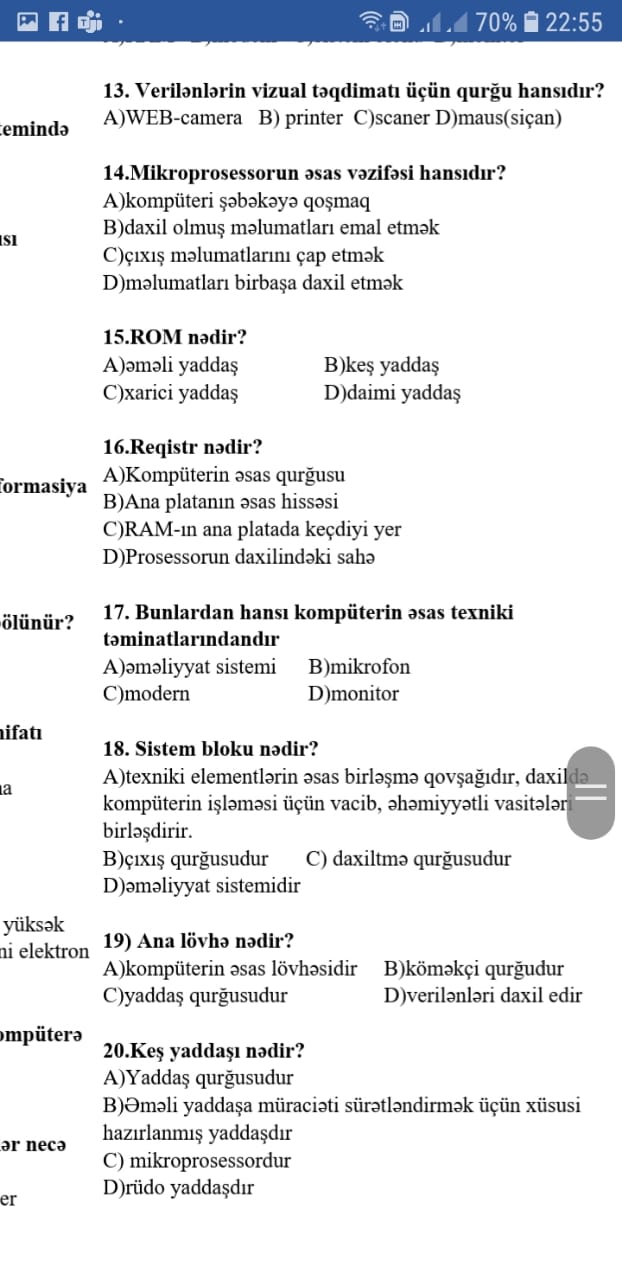 70% 22:55
13. Verilənlərin vizual təqdimatı üçün qurğu hansıdır?
A)WEB-camera B) printer C)scaner D)maus(siçan)
14.Mikroprosessorun əsas vəzifəsi hansıdır?
A)kompüteri şəbəkəyə qoşmaq
B)daxil olmuş məlumatları emal etmək
C)çıxış məlumatlarını çap etmək
D)məlumatları birbaşa daxil etmək
15.ROM nədir?
A)əməli yaddaş B)keş yaddaş
C)xarici yaddaş D)daimi yaddaş
16.Reqistr nədir?
A)Kompüterin əsas qurğusu
B)Ana platanın əsas hissəsi
C)RAM-ın ana platada keçdiyi yer
D)Prosessorun daxilindəki sahə
17. Bunlardan hansı kompüterin əsas texniki
təminatlarındandır
A)əməliyyat sistemi B)mikrofon
C)modern D)monitor
18. Sistem bloku nədir?
A)texniki elementlərin əsas birləşmə qovşağıdır, daxildə
kompüterin işləməsi üçün vacib, əhəmiyyətli vasitələri
birləşdirir.
B)çıxış qurğusudur C) daxiltmə qurğusudur
D)əməliyyat sistemidir
19) Ana lövhə nədir?
A)kompüterin əsas lövhəsidir B)köməkçi qurğudur
C)yaddaş qurğusudur D)verilənləri daxil edir
20.Keş yaddaşı nədir?
A)Yaddaş qurğusudur
B)Əməli yaddaşa müraciəti sürətləndirmək üçün xüsusi
hazırlanmış yaddaşdır
C) mikroprosessordur
D)rüdo yaddaşdır
temində
ısı
formasiya
bölünür?
nifatı
na
yüksək
ni elektron
ompüterə
lər necə
er